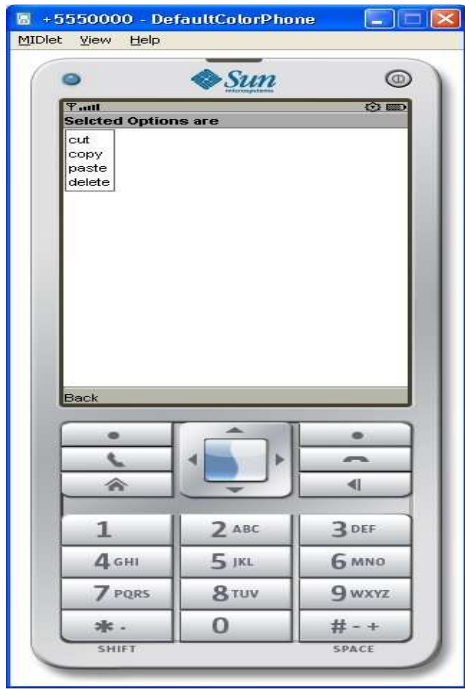 +5550000 - DefaultColorPhone
MIDlet View Help
Sun
microsystems
Selcted Options are
cut
copy
paste
delete
Back
1 2 ABC 3 DEF
4 GHI 5 JKL 6 MNO
7 PQRS 8 TUV 9 WXYZ
* . 0 # - +
SHIFT SPACE